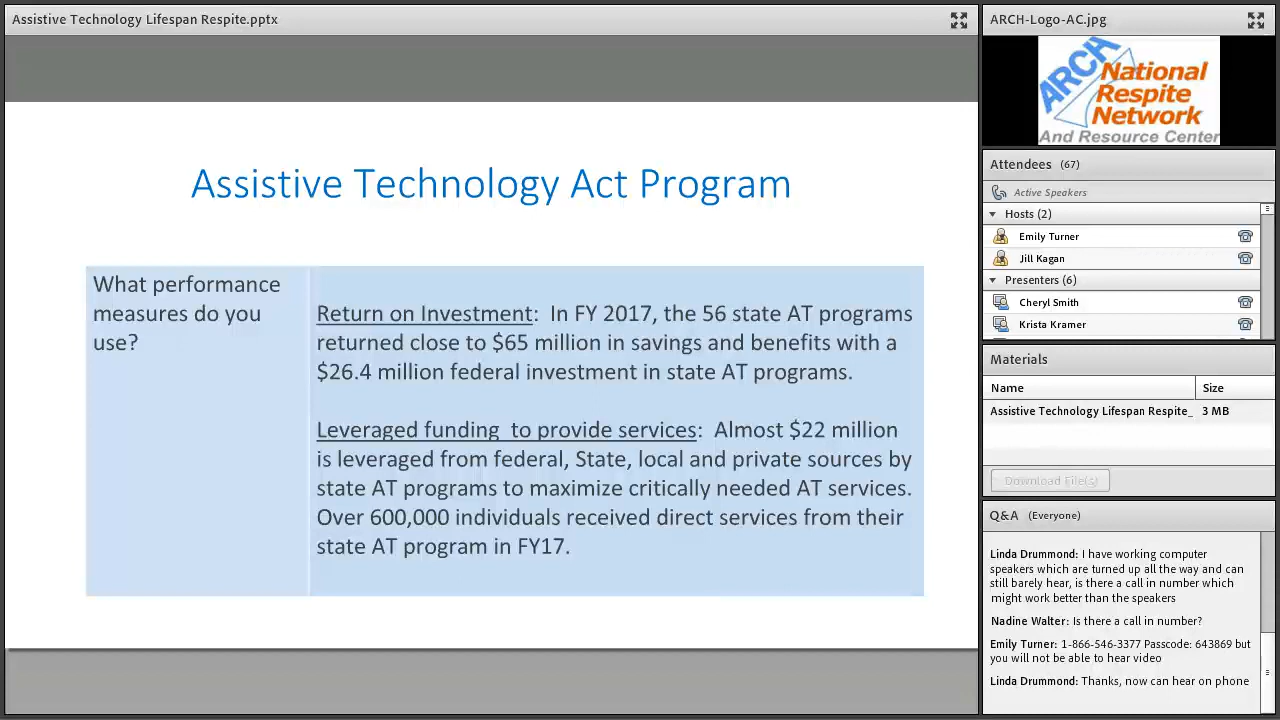 Assistive Technology Lifespan Respite.pptx
Assistive Technology Act Program
What performance
measures do you
use?
Return on Investment:  In FY 2017, the 56 state AT programs
returned close to $65 million in savings and benefits with a
$26.4 million federal investment in state AT programs.
Leveraged funding  to provide services:  Almost $22 million
is leveraged from federal, State, local and private sources by
state AT programs to maximize critically needed AT services.
Over 600,000 individuals received direct services from their
state AT program in FY17.
ARCH-Logo-AC.jpg
ARCH
National
Respite
Network
And Resource Center
Attendees (67)
Active Speakers
Hosts (2)
Emily Turner
Jill Kagan
Presenters (6)
Cheryl Smith
Krista Kramer
Materials
Name Size
Assistive Technology Lifespan Respite_ 3 MB
Download File(s)
Q&A (Everyone)
Linda Drummond: I have working computer
speakers which are turned up all the way and can
still barely hear, is there a call in number which
might work better than the speakers
Nadine Walter: Is there a call in number?
Emily Turner: 1-866-546-3377 Passcode: 643869 but
you will not be able to hear video
Linda Drummond: Thanks, now can hear on phone